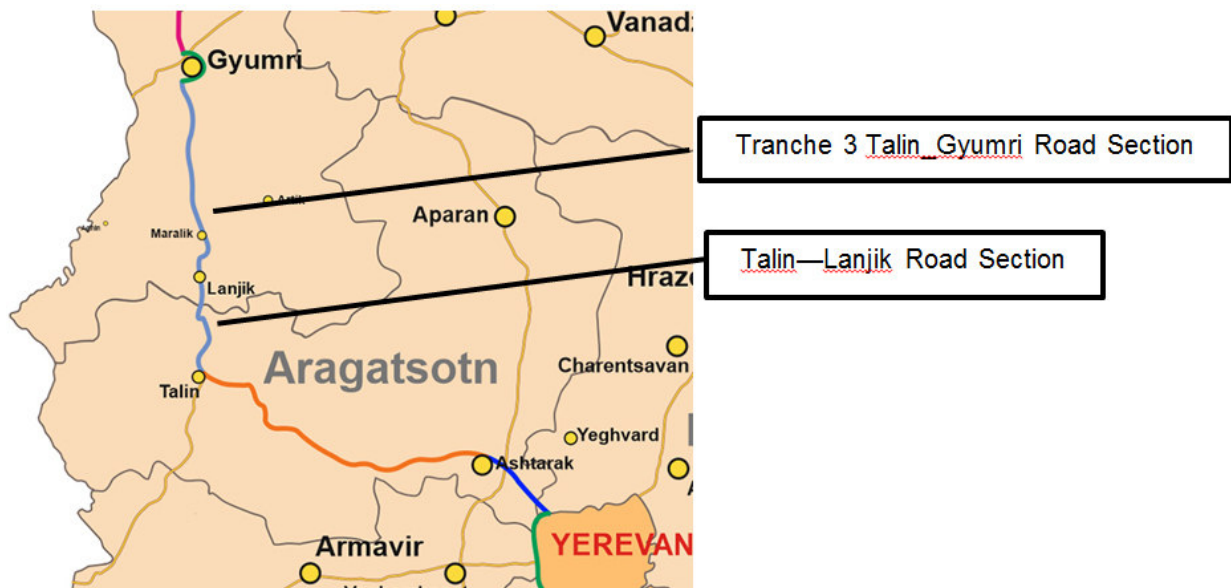 Vanadz
Gyumri
Tranche 3 Talin_Gyumri Road Section
Artik
Aparan
Maralik
Talin—Lanjik Road Section
Lanjik
Hrazd
Aragatsotn
Charentsavan
Talin
Yeghvard
Ashtarak
A
YEREVAN
Armavir